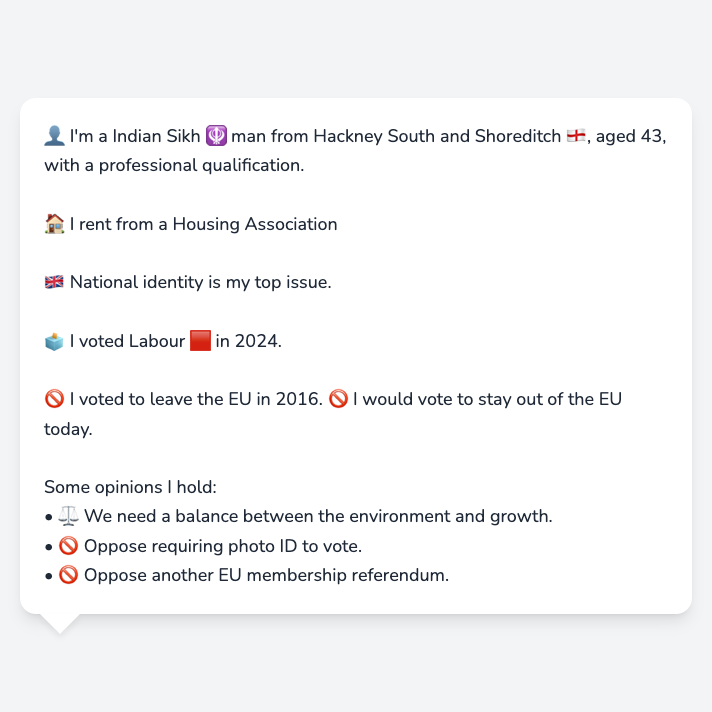 👤 I'm a Indian Sikh 🪯 man from Hackney South and Shoreditch 🏴󠁧󠁢󠁥󠁮󠁧󠁿, aged 43,
with a professional qualification.
🏠 I rent from a Housing Association
🇬🇧 National identity is my top issue.
🗳️ I voted Labour 🟥 in 2024.
🚫 I voted to leave the EU in 2016. 🚫 I would vote to stay out of the EU
today.
Some opinions I hold:
• ⚖️ We need a balance between the environment and growth.
• 🚫 Oppose requiring photo ID to vote.
• 🚫 Oppose another EU membership referendum.